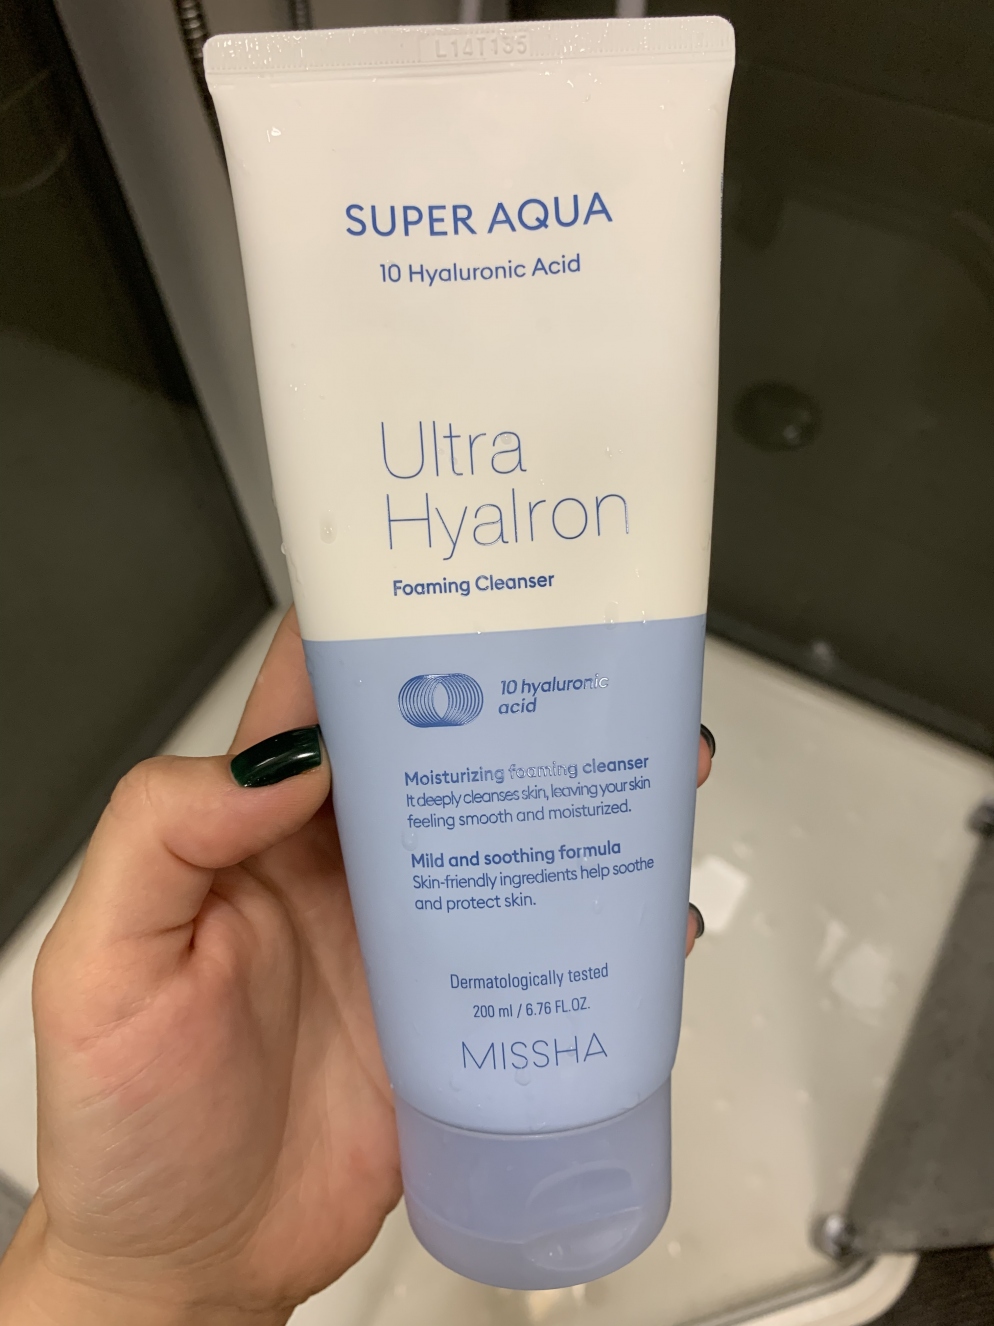 L14T135
SUPER AQUA
10 Hyaluronic Acid
Ultra
Hyalron
Foaming Cleanser
10 hyaluronic
acid
Moisturizing foaming cleanser
It deeply cleanses skin, leaving your skin
feeling smooth and moisturized.
Mild and soothing formula
Skin-friendly ingredients help soothe
and protect skin.
Dermatologically tested
200 ml / 6.76 FL.OZ.
MISSHA